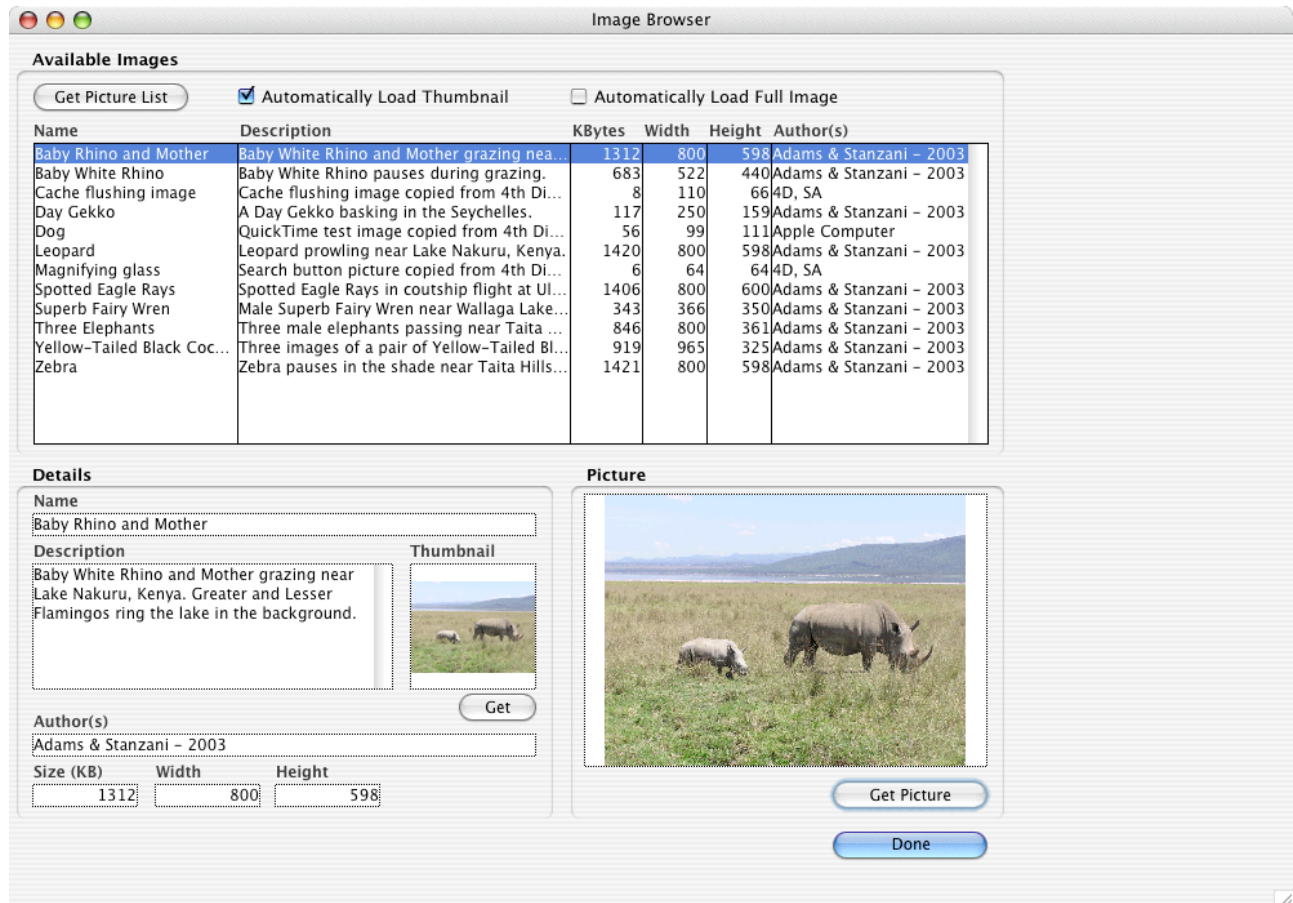 Image Browser
Available Images
Get Picture List Automatically Load Thumbnail Automatically Load Full Image
Name Description KBytes Width Height Author(s)
Baby Rhino and Mother Baby White Rhino and Mother grazing nea... 1312 800 598 Adams & Stanzani – 2003
Baby White Rhino Baby White Rhino pauses during grazing. 683 522 440 Adams & Stanzani – 2003
Cache flushing image Cache flushing image copied from 4th Di... 8 110 66 4D, SA
Day Gekko A Day Gekko basking in the Seychelles. 117 250 159 Adams & Stanzani – 2003
Dog QuickTime test image copied from 4th Di... 56 99 111 Apple Computer
Leopard Leopard prowling near Lake Nakuru, Kenya. 1420 800 598 Adams & Stanzani – 2003
Magnifying glass Search button picture copied from 4th Di... 6 64 64 4D, SA
Spotted Eagle Rays Spotted Eagle Rays in coutship flight at Ul... 1406 800 600 Adams & Stanzani – 2003
Superb Fairy Wren Male Superb Fairy Wren near Wallaga Lake... 343 366 350 Adams & Stanzani – 2003
Three Elephants Three male elephants passing near Taita ... 846 800 361 Adams & Stanzani – 2003
Yellow-Tailed Black Coc... Three images of a pair of Yellow-Tailed Bl... 919 965 325 Adams & Stanzani – 2003
Zebra Zebra pauses in the shade near Taita Hills... 1421 800 598 Adams & Stanzani – 2003
Details
Name
Baby Rhino and Mother
Description Thumbnail
Baby White Rhino and Mother grazing near
Lake Nakuru, Kenya. Greater and Lesser
Flamingos ring the lake in the background.
Get
Author(s)
Adams & Stanzani – 2003
Size (KB) Width Height
1312 800 598
Picture
Get Picture
Done